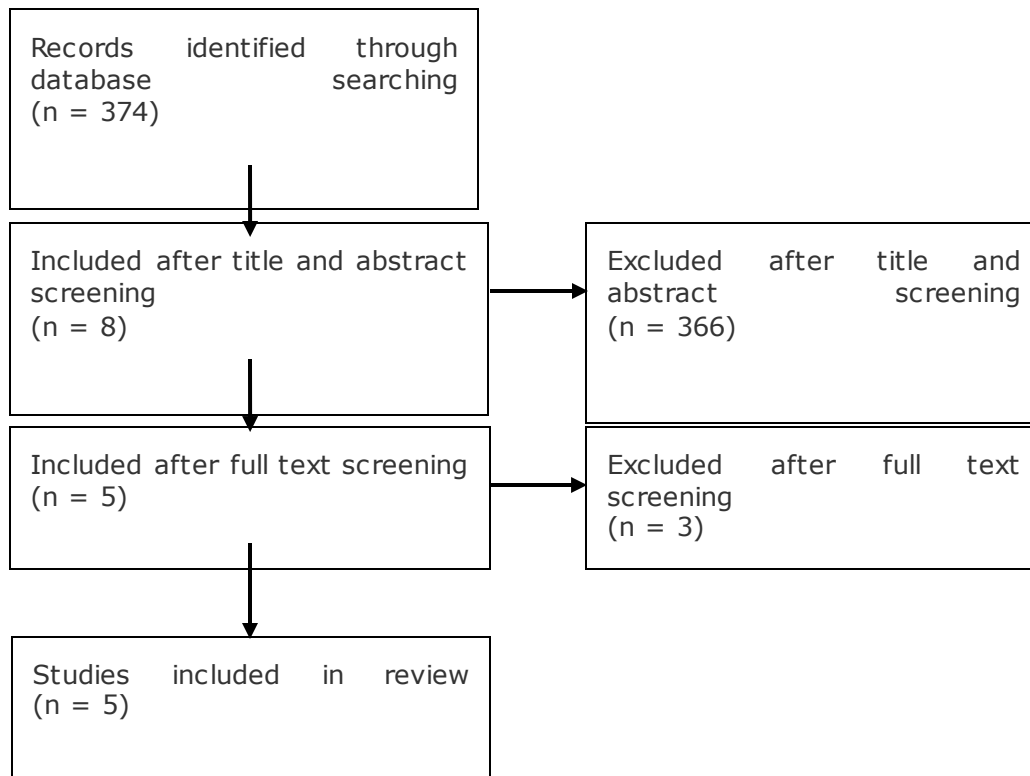 Records identified through
database searching
(n = 374)
Included after title and abstract
screening
(n = 8)
Excluded after title and
abstract screening
(n = 366)
Included after full text screening
(n = 5)
Excluded after full text
screening
(n = 3)
Studies included in review
(n = 5)